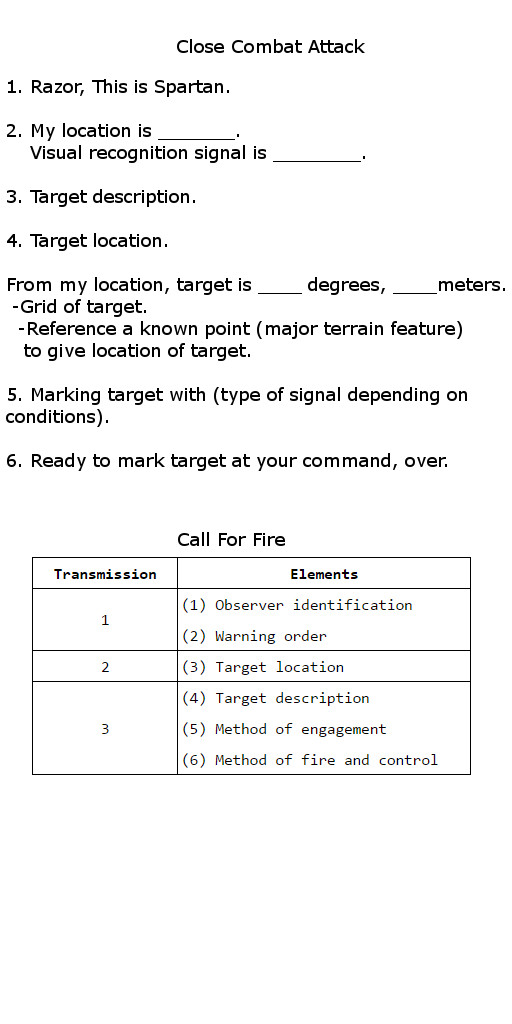 Close Combat Attack
1. Razor, This is Spartan.
2. My location is _______.
Visual recognition signal is ________.
3. Target description.
4. Target location.
From my location, target is ____ degrees, ____meters.
-Grid of target.
-Reference a known point (major terrain feature)
to give location of target.
5. Marking target with (type of signal depending on
conditions).
6. Ready to mark target at your command, over.
Call For Fire
Transmission Elements
1
(1) Observer identification
(2) Warning order
2 (3) Target location
3
(4) Target description
(5) Method of engagement
(6) Method of fire and control